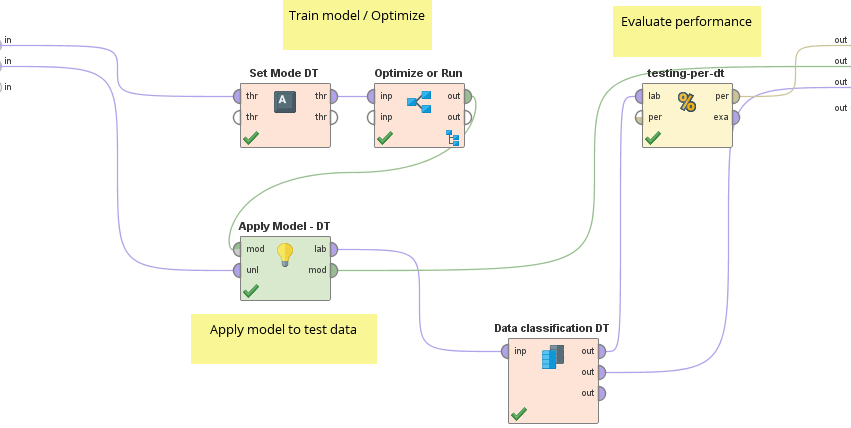 Train model / Optimize
Evaluate performance
in
in
in
out
out
out
out
Set Mode DT
thr thr
thr thr
Optimize or Run
inp out
inp out
testing-per-dt
lab per
per exa
%
A
Apply Model - DT
mod lab
unl mod
Apply model to test data
Data classification DT
inp out
out
out